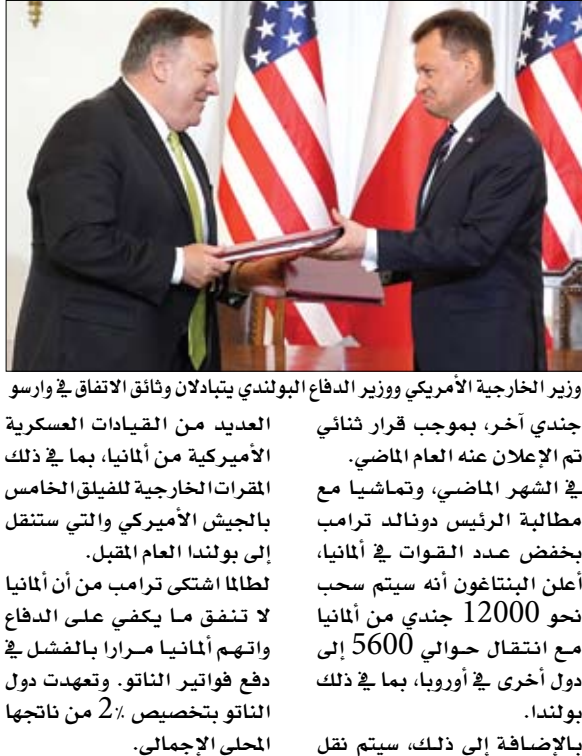 وزير الخارجية الأمريكي ووزير الدفاع البولندي يتبادلان وثائق الاتفاق في وارسو
جندي آخر، بموجب قرار ثنائي
تم الإعلان عنه العام الماضي.
في الشهر الماضي، وتماشيا مع
مطالبة الرئيس دونالد ترامب
بخفض عدد القوات في ألمانيا،
أعلن البنتاغون أنه سيتم سحب
نحو 12000 جندي من ألمانيا
مع انتقال حوالي 5600 إلى
دول أخرى في أوروبا، بما في ذلك
بولندا.
بالإضافة إلى ذلك، سيتم نقل
العديد من القيادات العسكرية
الأميركية من ألمانيا، بما في ذلك
المقرات الخارجية للفيلق الخامس
بالجيش الأميركي والتي ستنقل
إلى بولندا العام المقبل.
لطالما اشتكى ترامب من أن ألمانيا
لا تنفق ما يكفي على الدفاع
واتهم ألمانيا مرارا بالفشل في
دفع فواتير الناتو. وتعهدت دول
الناتو بتخصيص 2٪ من ناتجها
المحلي الإجمالي.